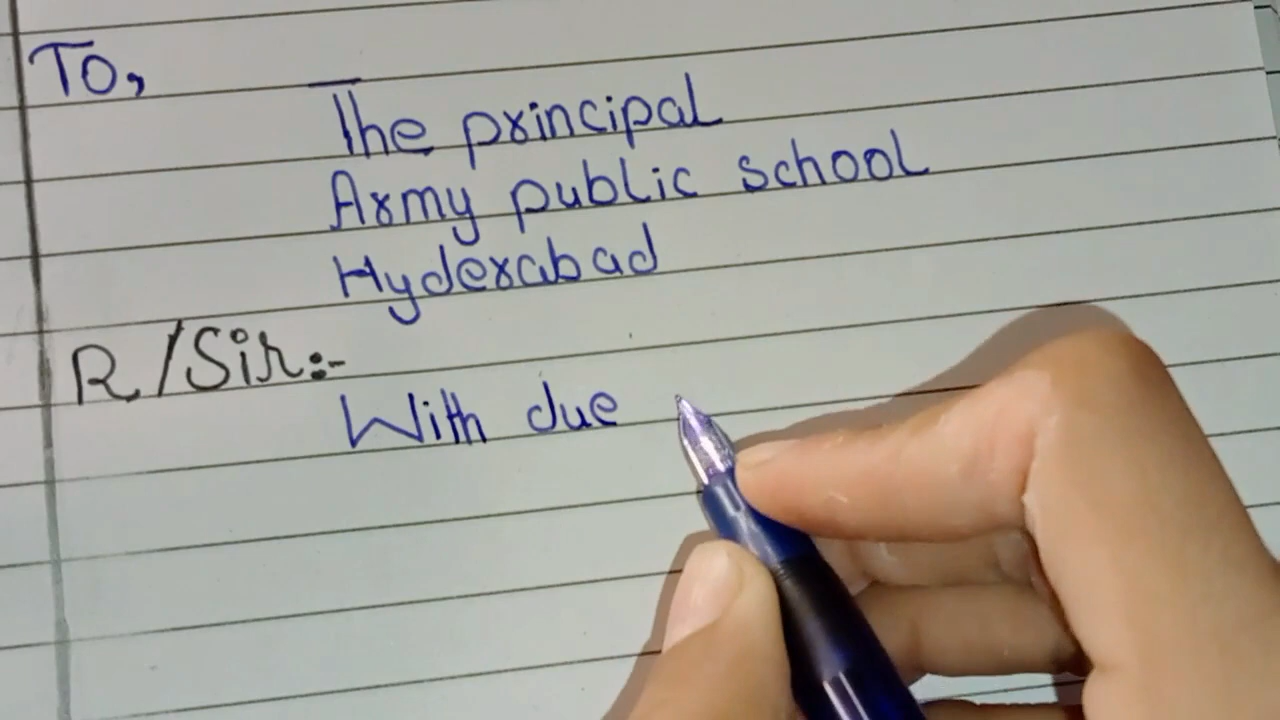 To,
The principal
Army public school
Hyderabad
R/Sir:-
With due